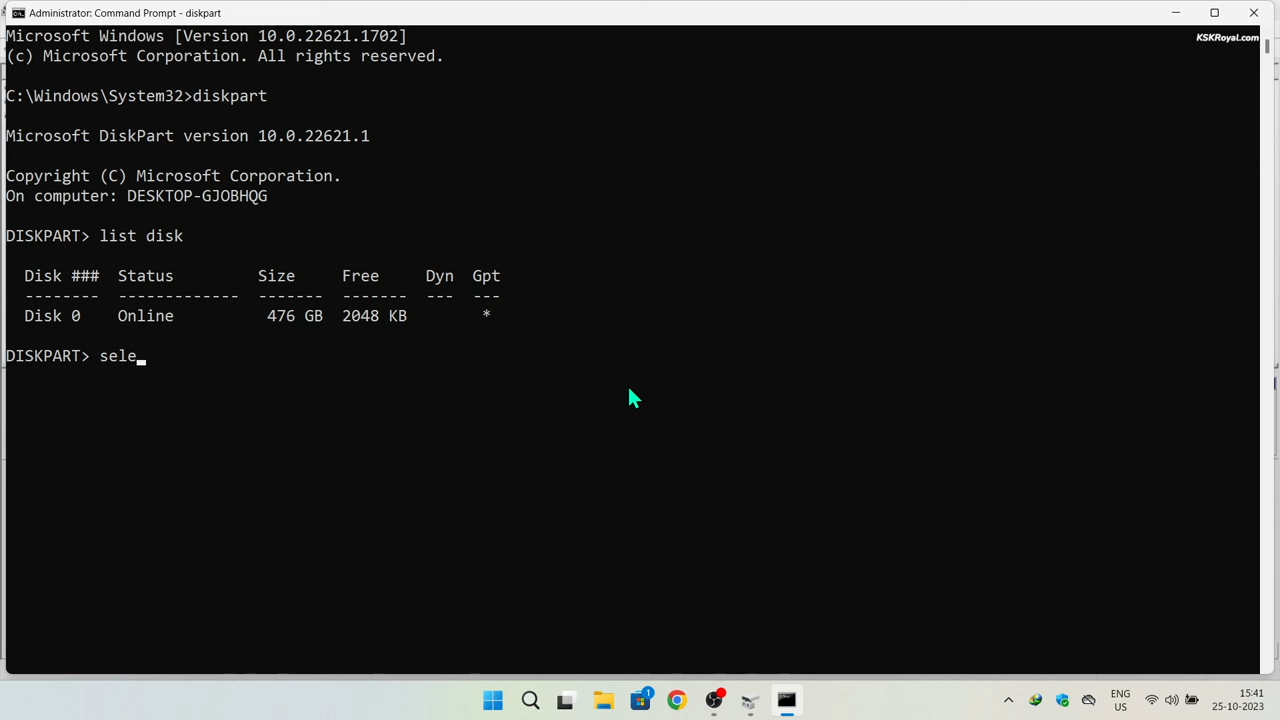 Administrator: Command Prompt - diskpart
Microsoft Windows [Version 10.0.22621.1702]
KSKRoyal.com
(c) Microsoft Corporation. All rights reserved.
C:\Windows\System32>diskpart
Microsoft DiskPart version 10.0.22621.1
Copyright (C) Microsoft Corporation.
On computer: DESKTOP-GJOBHQG
DISKPART> list disk
Disk ### Status Size Free Dyn Gpt
-------- ------------- ------- ------- --- ---
Disk 0 Online 476 GB 2048 KB *
DISKPART> sele_
1
ENG
US
15:41
25-10-2023